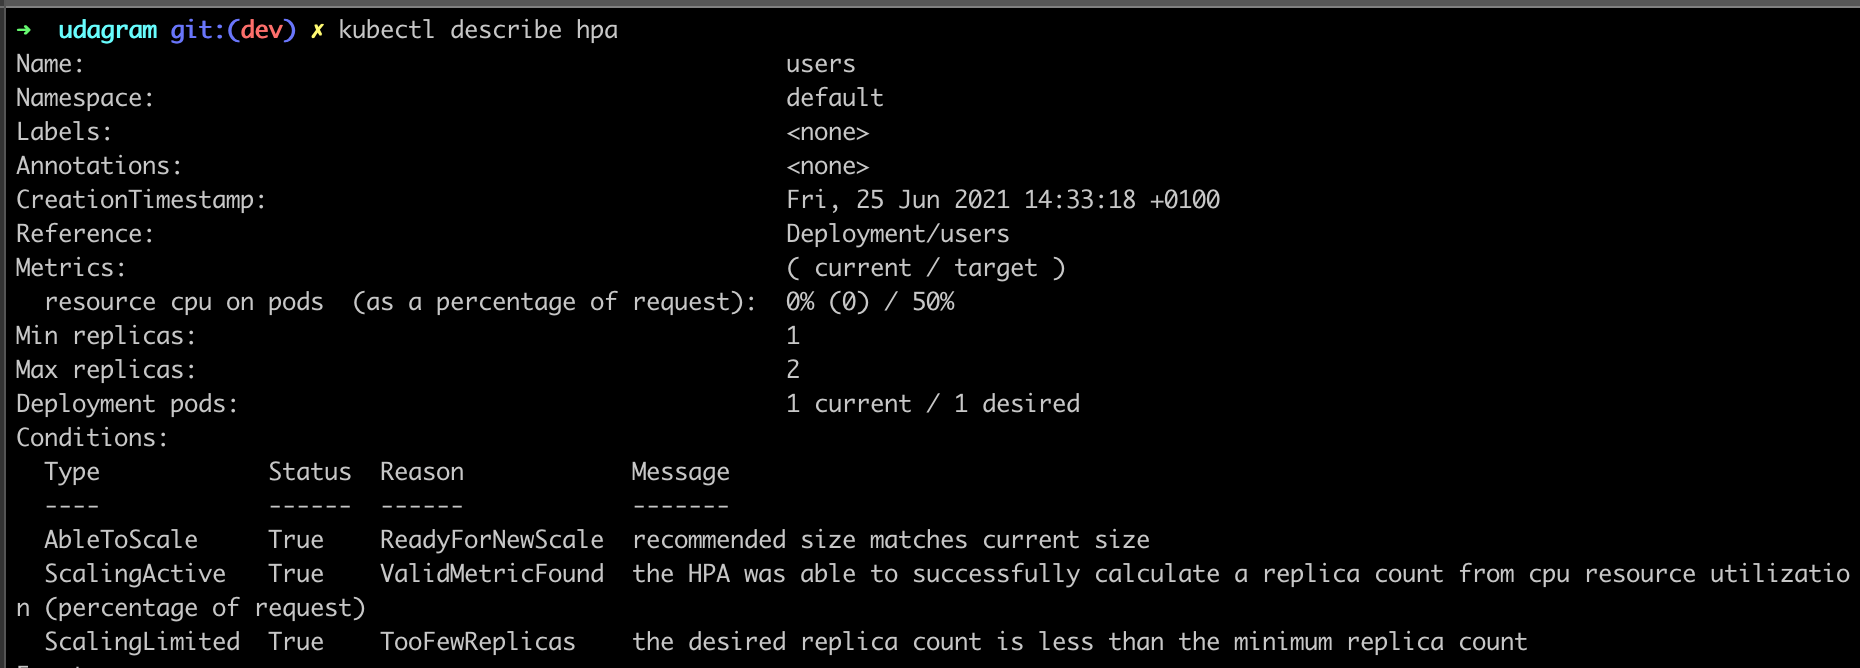 ➜  udagram git:(dev) ✗ kubectl describe hpa
Name:                                                  users
Namespace:                                             default
Labels:                                                <none>
Annotations:                                           <none>
CreationTimestamp:                                     Fri, 25 Jun 2021 14:33:18 +0100
Reference:                                             Deployment/users
Metrics:                                               ( current / target )
  resource cpu on pods  (as a percentage of request):  0% (0) / 50%
Min replicas:                                          1
Max replicas:                                          2
Deployment pods:                                       1 current / 1 desired
Conditions:
  Type            Status  Reason            Message
  ----            ------  ------            -------
  AbleToScale     True    ReadyForNewScale  recommended size matches current size
  ScalingActive   True    ValidMetricFound  the HPA was able to successfully calculate a replica count from cpu resource utilizatio
n (percentage of request)
  ScalingLimited  True    TooFewReplicas    the desired replica count is less than the minimum replica count